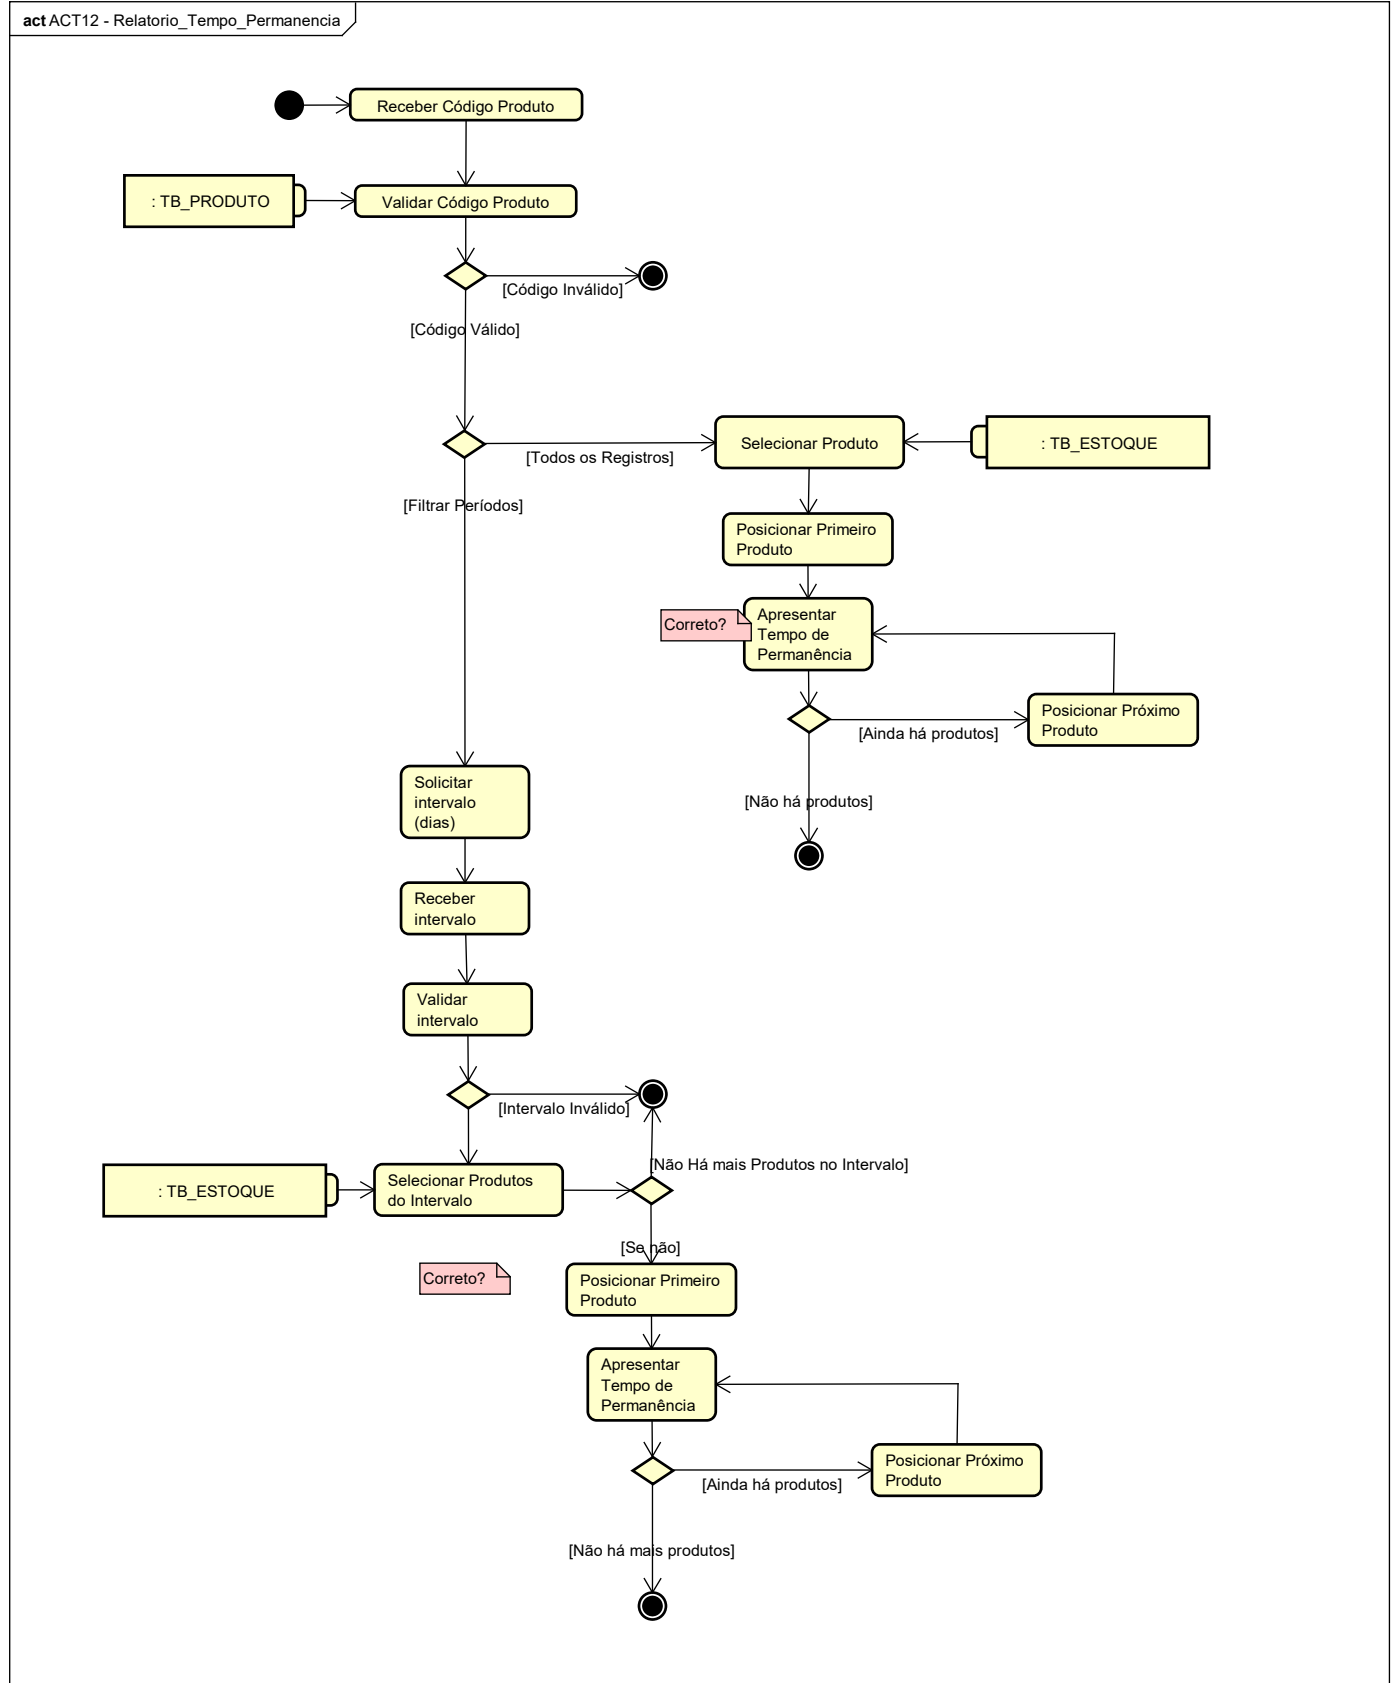 act ACT12 - Relatorio_Tempo_Permanencia
Receber Código Produto
: TB_PRODUTO
Validar Código Produto
[Código Inválido]
[Código Válido]
Selecionar Produto
: TB_ESTOQUE
[Todos os Registros]
[Filtrar Períodos]
Posicionar Primeiro
Produto
Correto?
Apresentar
Tempo de
Permanência
Posicionar Próximo
Produto
[Ainda há produtos]
[Não há produtos]
Solicitar
intervalo
(dias)
Receber
intervalo
Validar
intervalo
[Intervalo Inválido]
[Não Há mais Produtos no Intervalo]
: TB_ESTOQUE
Selecionar Produtos
do Intervalo
[Se não]
Correto?
Posicionar Primeiro
Produto
Apresentar
Tempo de
Permanência
Posicionar Próximo
Produto
[Ainda há produtos]
[Não há mais produtos]